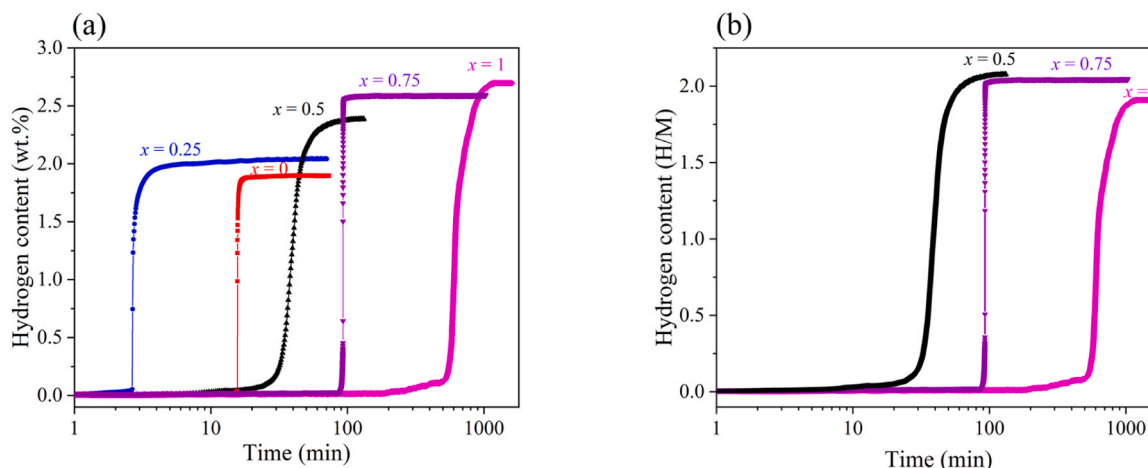 (a)
3.0
2.5
2.0
1.5
1.0
0.5
0.0
Hydrogen content (wt.%)
x = 0.25
x = 0
x = 0.5
x = 0.75
x = 1
1
10
100
1000
Time (min)
(b)
2.0
1.5
1.0
0.5
0.0
Hydrogen content (H/M)
x = 0.5
x = 0.75
x =
1
10
100
1000
Time (min)